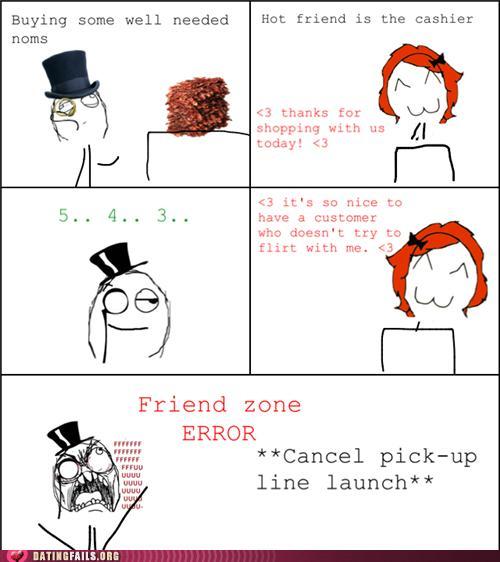 Buying some well needed
noms
Hot friend is the cashier
<3 thanks for
shopping with us
today! <3
5.. 4.. 3..
<3 it's so nice to
have a customer
who doesn't try to
flirt with me. <3
Friend zone
ERROR
FFFFFFF
FFFFFFF
FFFFFF
FFFUU
UUUU
UUUU
UUUU
UUUU
UUUU-
**Cancel pick-up
line launch**
DATINGFAILS.ORG